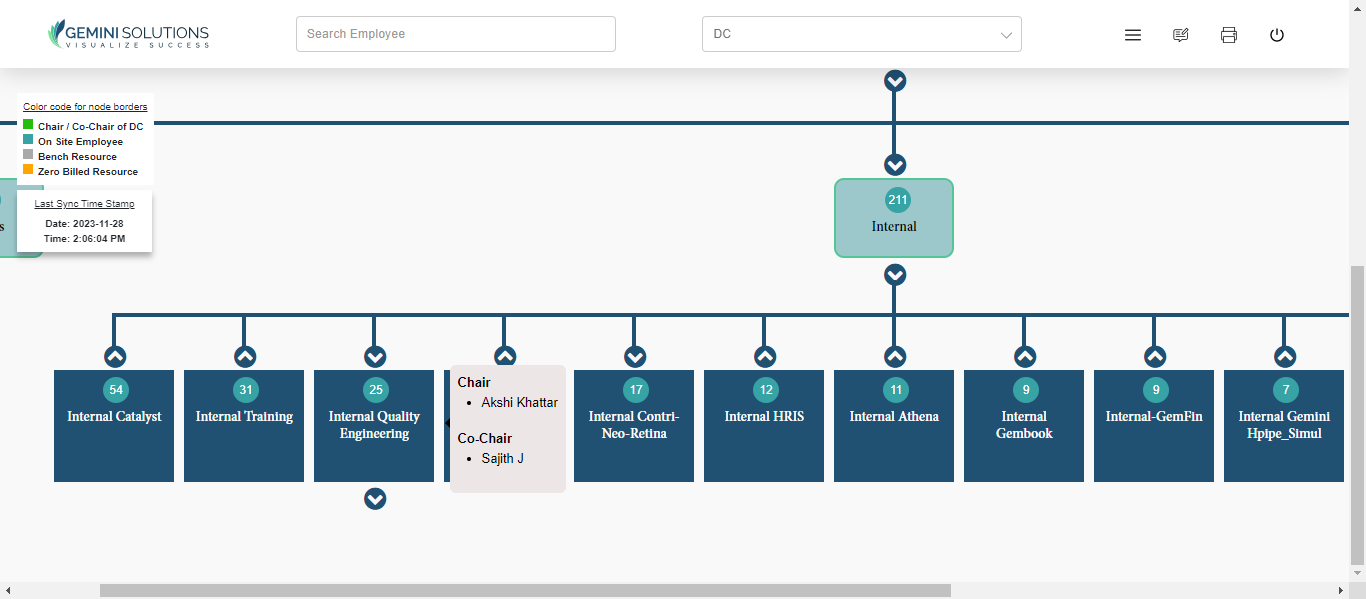 GEMINI SOLUTIONS
VISUALIZE SUCCESS
Search Employee
DC
Color code for node borders
Chair / Co-Chair of DC
On Site Employee
Bench Resource
Zero Billed Resource
Last Sync Time Stamp
Date: 2023-11-28
Time: 2:06:04 PM
s
211
Internal
54
Internal Catalyst
31
Internal Training
25
Internal Quality
Engineering
Chair
Akshi Khattar
Co-Chair
Sajith J
17
Internal Contri-
Neo-Retina
12
Internal HRIS
11
Internal Athena
9
Internal
Gembook
9
Internal-GemFin
7
Internal Gemini
Hpipe_Simul